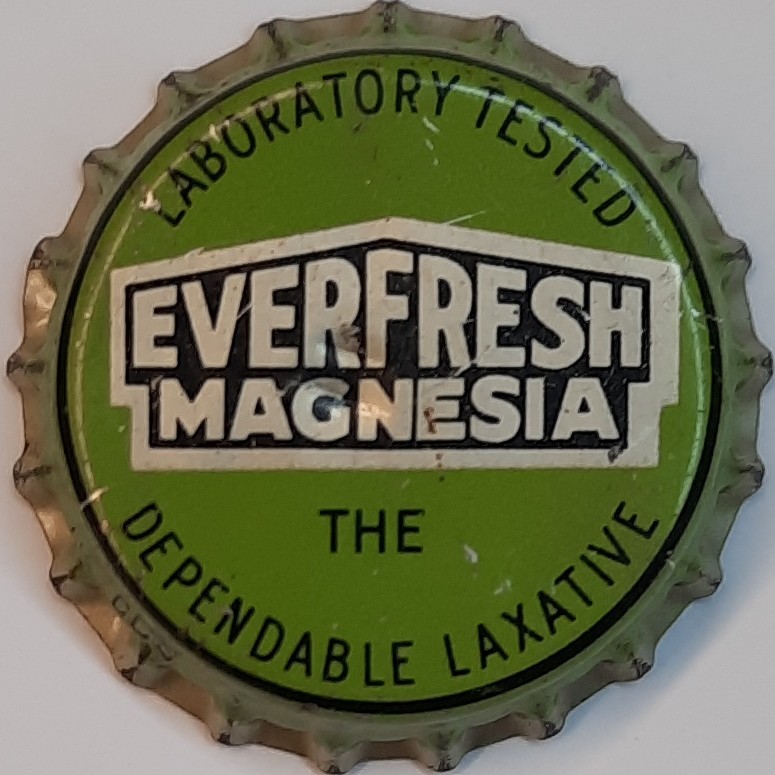 LABORATORY TESTED
EVERFRESH
MAGNESIA
THE
DEPENDABLE LAXATIVE